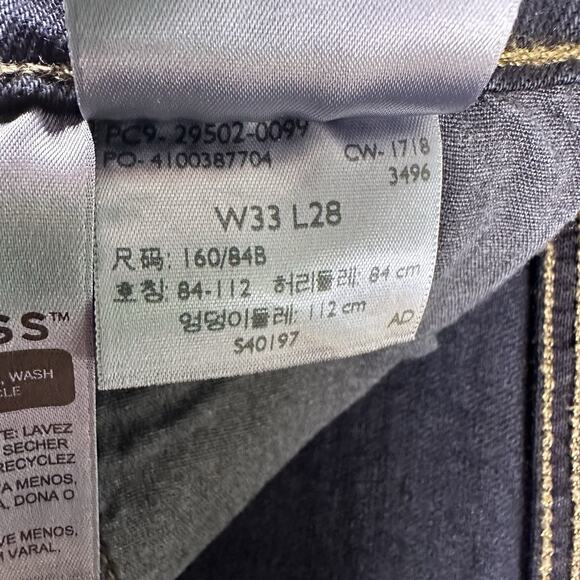 PC9- 29502-0099
PO- 4100387704
CW- 1718
3496
W33 L28
尺码: 160/84B
호칭: 84-112 허리둘레: 84 cm
엉덩이둘레: 112 cm
AD
S40197
SS™
, WASH
CLE
TE: LAVEZ
SECHER
RECYCLEZ
A MENOS,
, DONA O
VE MENOS,
M VARAL.